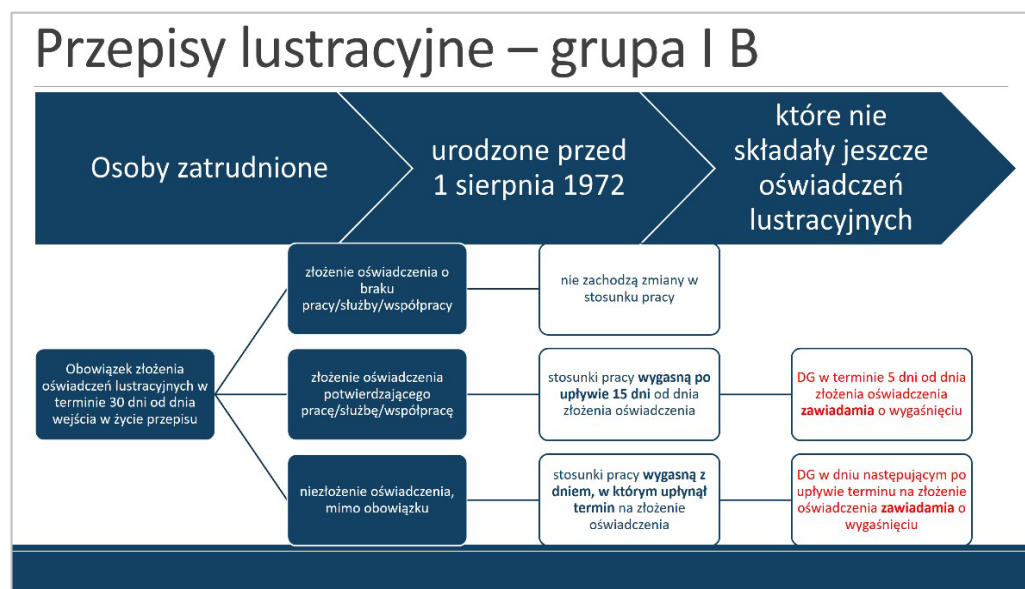 Przepisy lustracyjne – grupa I B
Osoby zatrudnione
urodzone przed
1 sierpnia 1972
które nie
składały jeszcze
oświadczeń
lustracyjnych
Obowiązek złożenia
oświadczeń lustracyjnych w
terminie 30 dni od dnia
wejścia w życie przepisu
złożenie oświadczenia o
braku
pracy/służby/współpracy
nie zachodzą zmiany w
stosunku pracy
złożenie oświadczenia
potwierdzającego
pracę/służbę/współpracę
stosunki pracy wygasną po
upływie 15 dni od dnia
złożenia oświadczenia
DG w terminie 5 dni od dnia
złożenia oświadczenia
zawiadamia o wygaśnięciu
niezłożenie oświadczenia,
mimo obowiązku
stosunki pracy wygasną z
dniem, w którym upłynął
termin na złożenie
oświadczenia
DG w dniu następującym po
upływie terminu na złożenie
oświadczenia zawiadamia o
wygaśnięciu